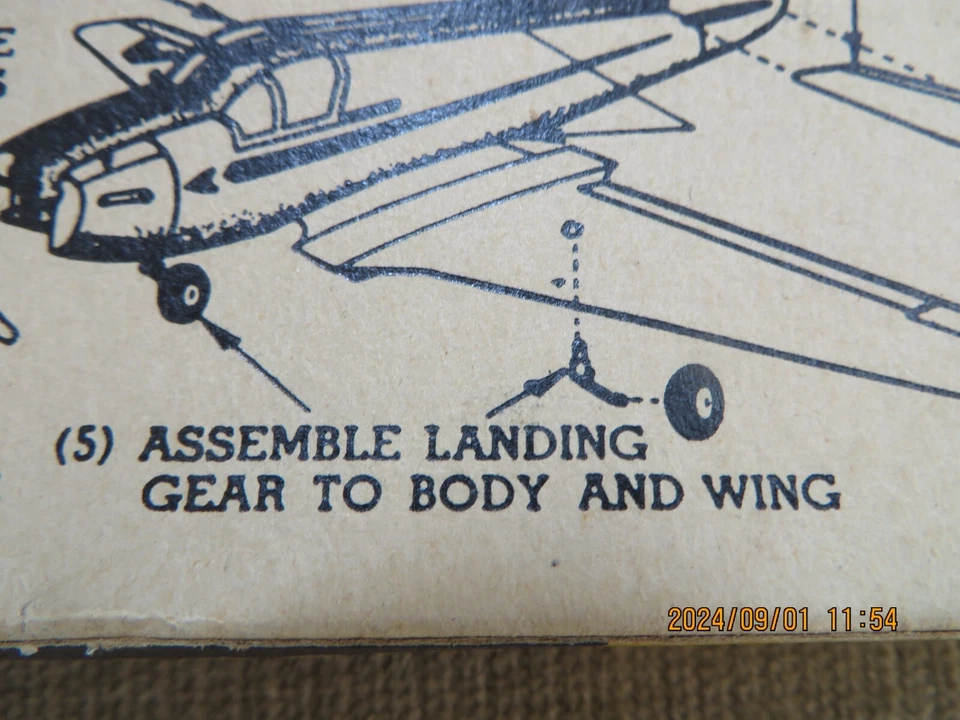 (5) ASSEMBLE LANDING
GEAR TO BODY AND WING
2024/09/01 11:54